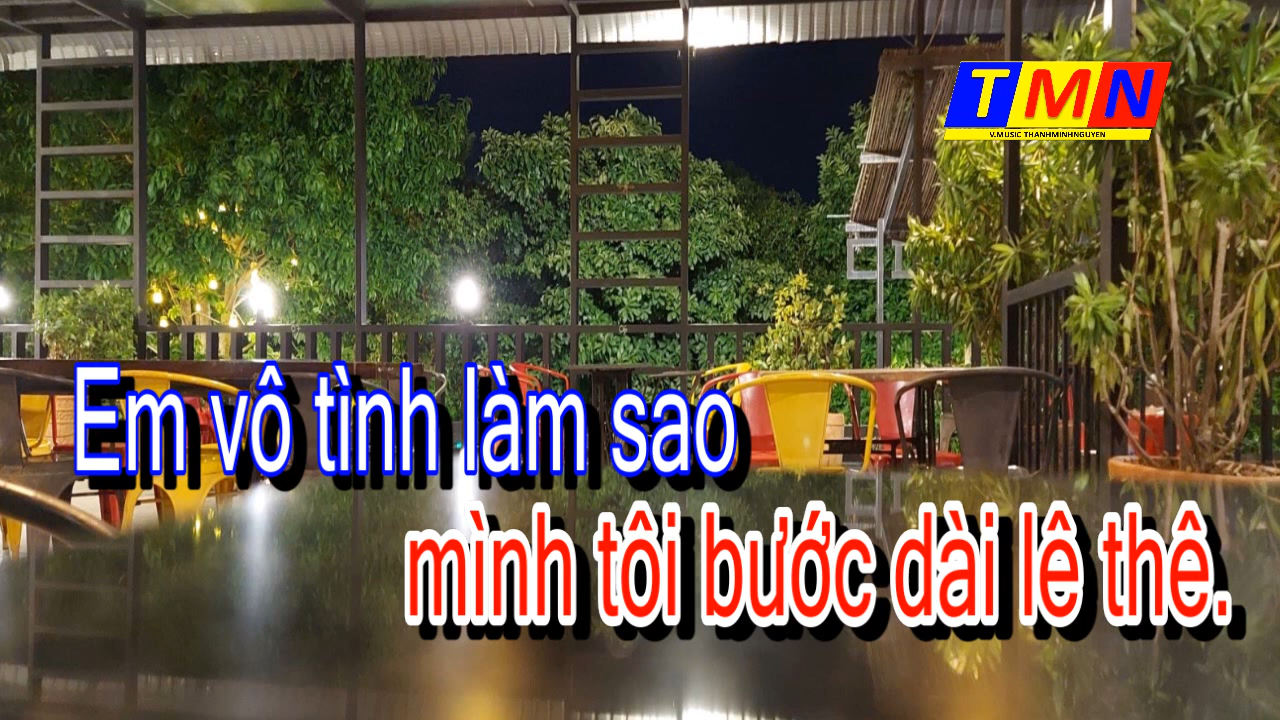 TMN
V.MUSIC THANHMINHNGUYEN
Em vô tình làm sao
mình tôi bước dài lê thê.